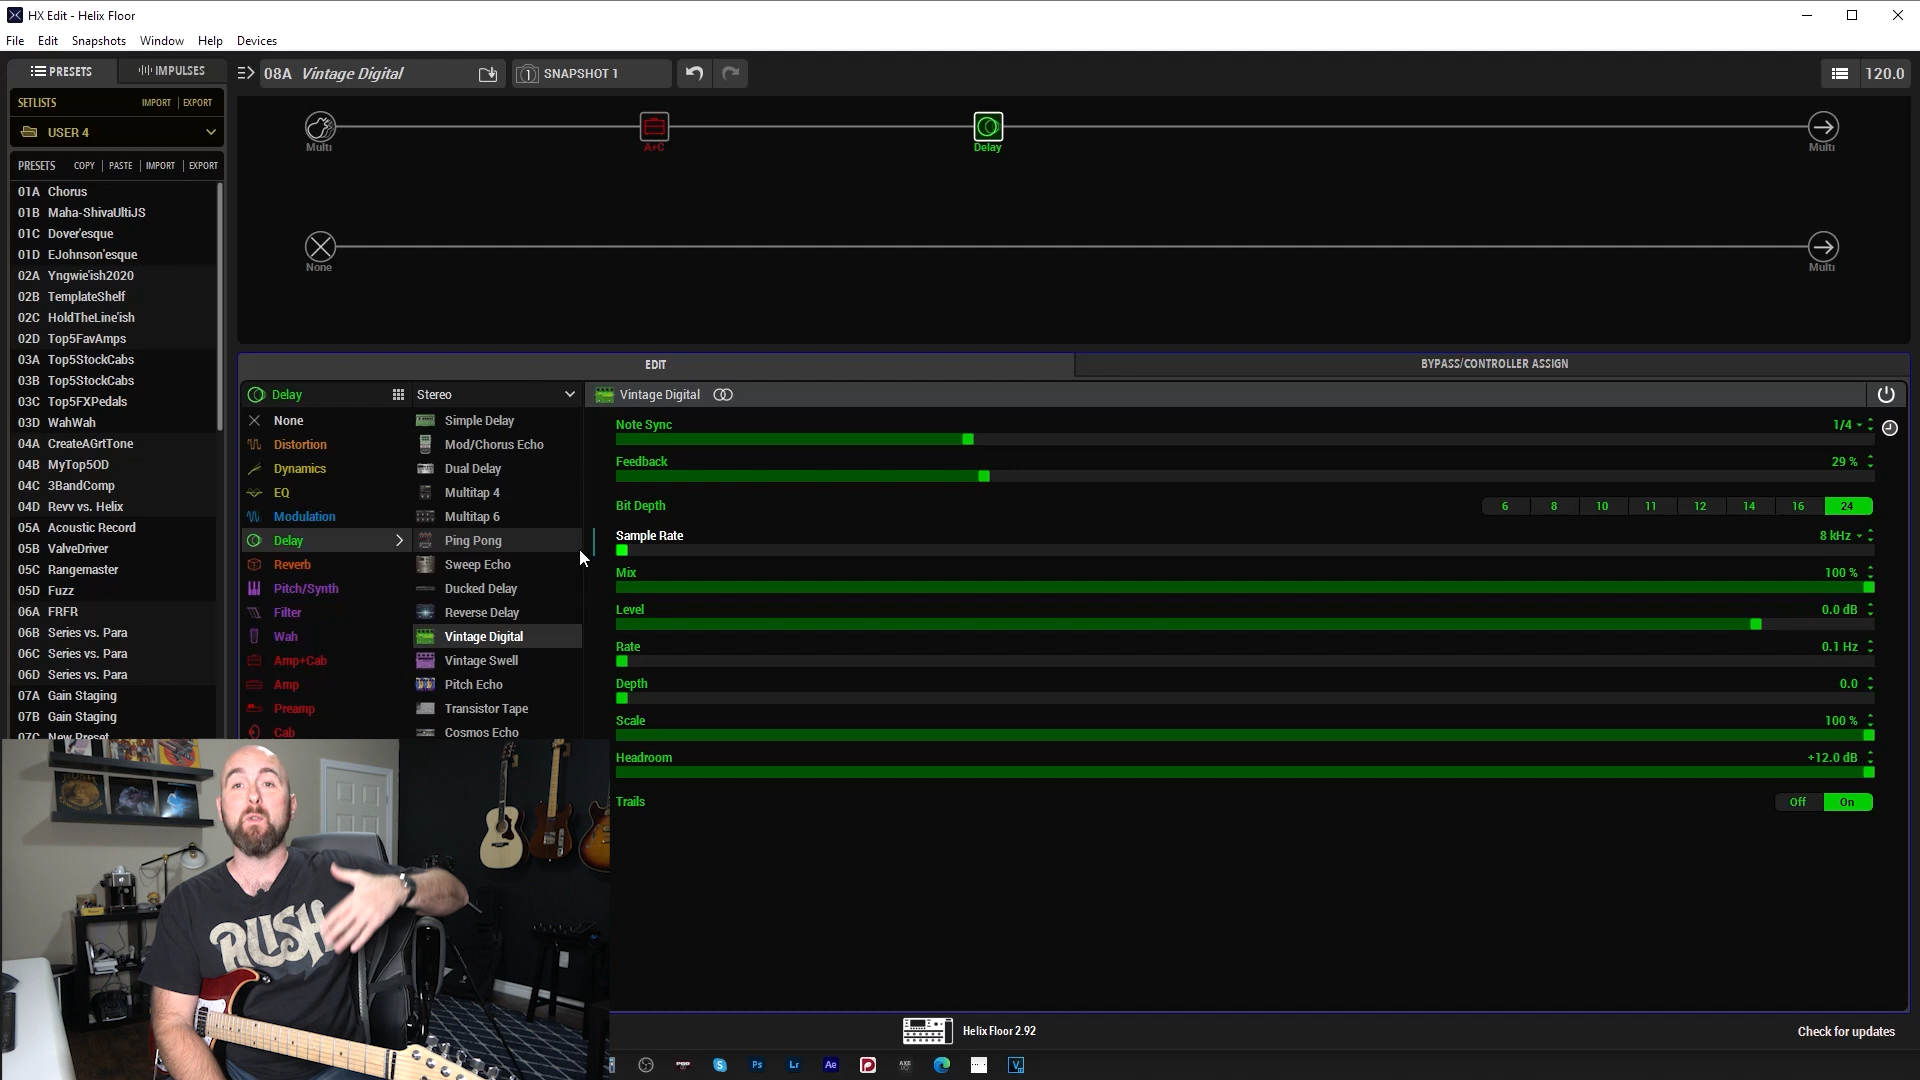 HX Edit - Helix Floor
File Edit Snapshots Window Help Devices
PRESETS IMPULSES
08A Vintage Digital
1 SNAPSHOT 1
120.0
SETLISTS IMPORT | EXPORT
USER 4
PRESETS COPY | PASTE | IMPORT | EXPORT
01A Chorus
01B Maha-ShivaUltiJS
01C Dover'esque
01D EJohnson'esque
02A Yngwie'ish2020
02B TemplateShelf
02C HoldTheLine'ish
02D Top5FavAmps
03A Top5StockCabs
03B Top5StockCabs
03C Top5FXPedals
03D WahWah
04A CreateAGrtTone
04B MyTop5OD
04C 3BandComp
04D Revv vs. Helix
05A Acoustic Record
05B ValveDriver
05C Rangemaster
05D Fuzz
06A FRFR
06B Series vs. Para
06C Series vs. Para
06D Series vs. Para
07A Gain Staging
07B Gain Staging
07C New Preset
Multi
A+C
Delay
Multi
None
Multi
EDIT
BYPASS/CONTROLLER ASSIGN
Delay
None
Distortion
Dynamics
EQ
Modulation
Delay
Reverb
Pitch/Synth
Filter
Wah
Amp+Cab
Amp
Preamp
Cab
Stereo
Simple Delay
Mod/Chorus Echo
Dual Delay
Multitap 4
Multitap 6
Ping Pong
Sweep Echo
Ducked Delay
Reverse Delay
Vintage Digital
Vintage Swell
Pitch Echo
Transistor Tape
Cosmos Echo
Vintage Digital
Note Sync 1/4
Feedback 29 %
Bit Depth 6 8 10 11 12 14 16 24
Sample Rate 8 kHz
Mix 100 %
Level 0.0 dB
Rate 0.1 Hz
Depth 0.0
Scale 100 %
Headroom +12.0 dB
Trails Off On
RUSH
Helix Floor 2.92
Check for updates
Ps Lr Ae